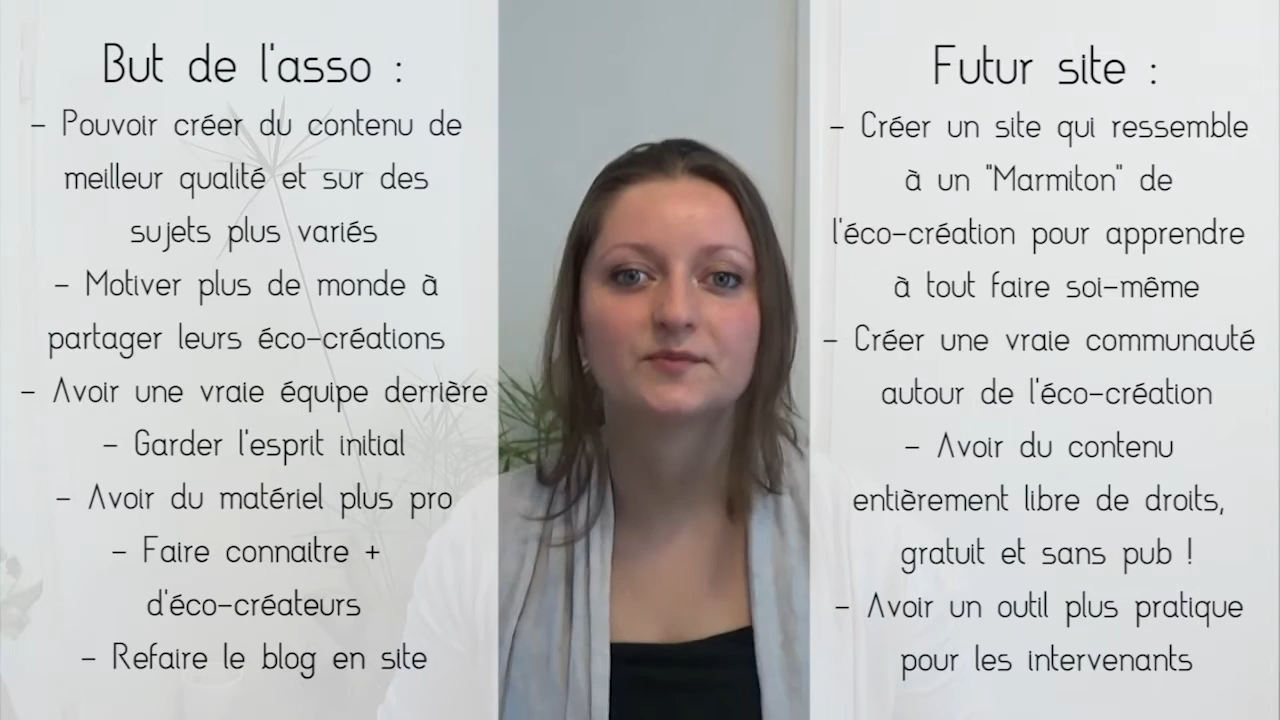 But de l'asso :
- Pouvoir créer du contenu de
meilleur qualité et sur des
sujets plus variés
- Motiver plus de monde à
partager leurs éco-créations
- Avoir une vraie équipe derrière
- Garder l'esprit initial
- Avoir du matériel plus pro
- Faire connaitre +
d'éco-créateurs
- Refaire le blog en site
Futur site :
- Créer un site qui ressemble
à un "Marmiton" de
l'éco-création pour apprendre
à tout faire soi-même
- Créer une vraie communauté
autour de l'éco-création
- Avoir du contenu
entièrement libre de droits,
gratuit et sans pub !
- Avoir un outil plus pratique
pour les intervenants